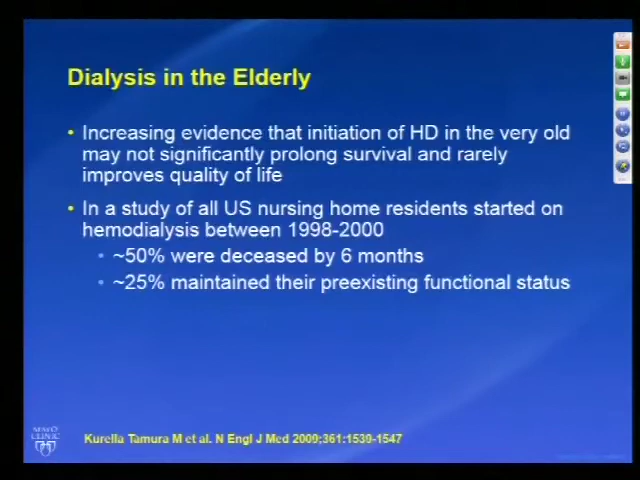 Dialysis in the Elderly
• Increasing evidence that initiation of HD in the very old
may not significantly prolong survival and rarely
improves quality of life
• In a study of all US nursing home residents started on
hemodialysis between 1998-2000
• ~50% were deceased by 6 months
• ~25% maintained their preexisting functional status
MAYO
CLINIC
Kurella Tamura M et al. N Engl J Med 2009;361:1539-1547